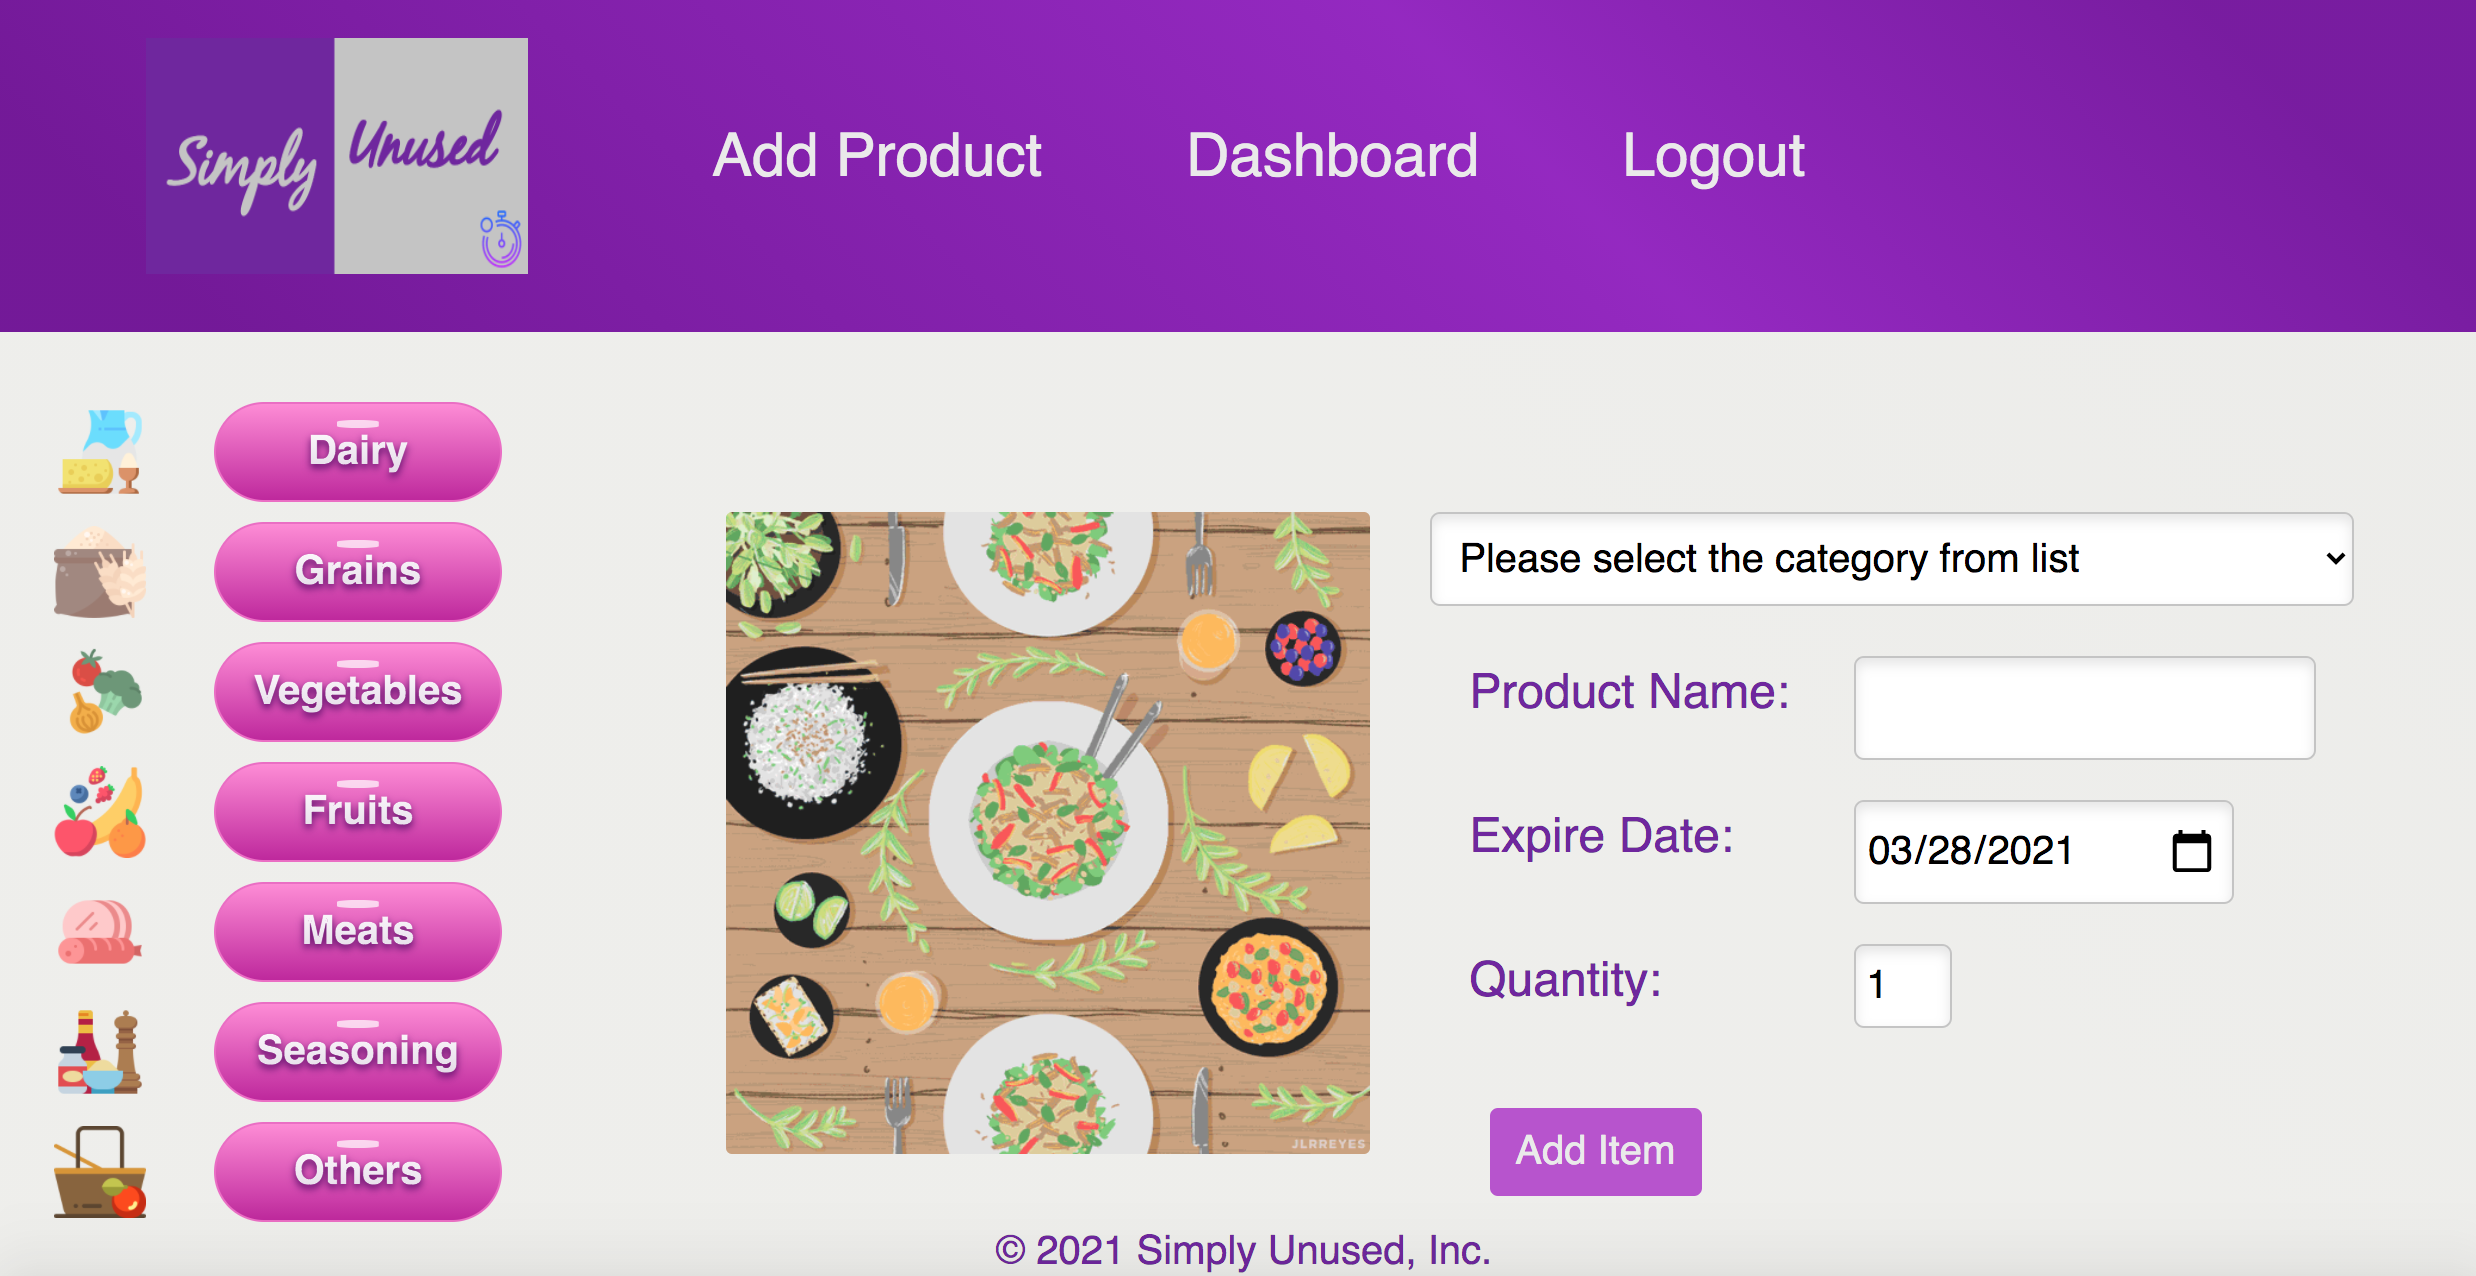 Simply Unused
Add Product
Dashboard
Logout
Dairy
Grains
Vegetables
Fruits
Meats
Seasoning
Others
JLRREYES
Please select the category from list
Product Name:
Expire Date:
03/28/2021
Quantity:
1
Add Item
© 2021 Simply Unused, Inc.